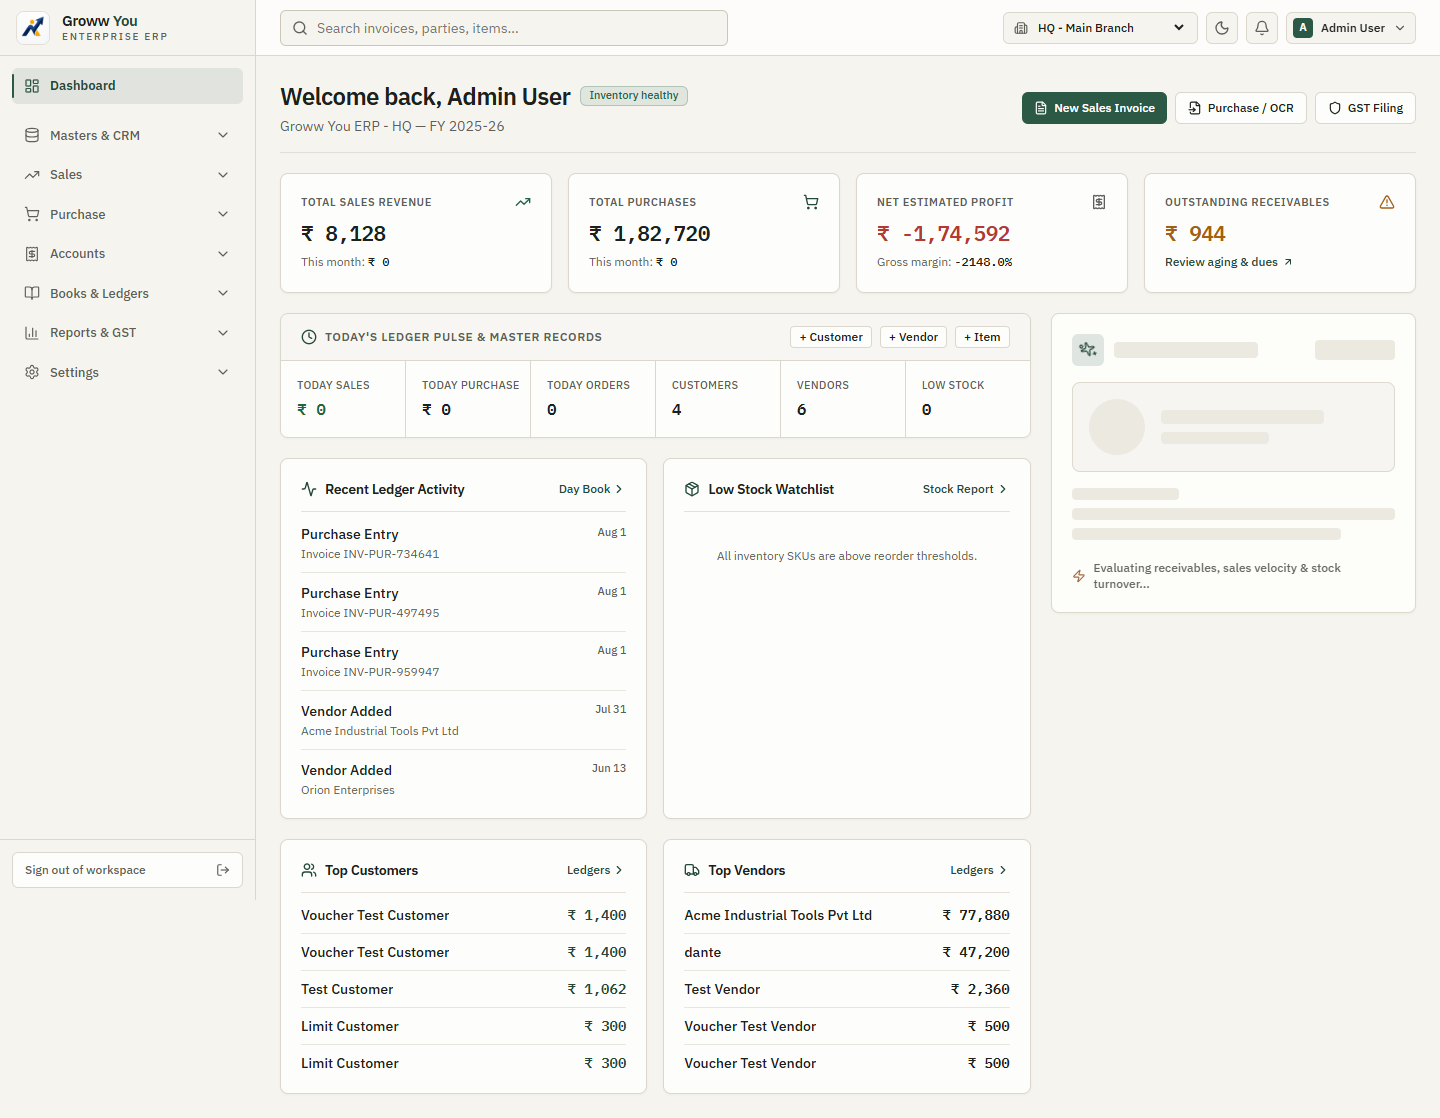 Groww You
ENTERPRISE ERP
Search invoices, parties, items...
HQ - Main Branch
A
Admin User
Dashboard
Masters & CRM
Sales
Purchase
Accounts
Books & Ledgers
Reports & GST
Settings
Sign out of workspace
Welcome back, Admin User
Inventory healthy
Groww You ERP - HQ — FY 2025-26
New Sales Invoice
Purchase / OCR
GST Filing
TOTAL SALES REVENUE
₹ 8,128
This month: ₹ 0
TOTAL PURCHASES
₹ 1,82,720
This month: ₹ 0
NET ESTIMATED PROFIT
₹ -1,74,592
Gross margin: -2148.0%
OUTSTANDING RECEIVABLES
₹ 944
Review aging & dues
TODAY'S LEDGER PULSE & MASTER RECORDS
+ Customer
+ Vendor
+ Item
TODAY SALES
₹ 0
TODAY PURCHASE
₹ 0
TODAY ORDERS
0
CUSTOMERS
4
VENDORS
6
LOW STOCK
0
Evaluating receivables, sales velocity & stock
turnover...
Recent Ledger Activity
Day Book
Purchase Entry
Aug 1
Invoice INV-PUR-734641
Purchase Entry
Aug 1
Invoice INV-PUR-497495
Purchase Entry
Aug 1
Invoice INV-PUR-959947
Vendor Added
Jul 31
Acme Industrial Tools Pvt Ltd
Vendor Added
Jun 13
Orion Enterprises
Low Stock Watchlist
Stock Report
All inventory SKUs are above reorder thresholds.
Top Customers
Ledgers
Voucher Test Customer
₹ 1,400
Voucher Test Customer
₹ 1,400
Test Customer
₹ 1,062
Limit Customer
₹ 300
Limit Customer
₹ 300
Top Vendors
Ledgers
Acme Industrial Tools Pvt Ltd
₹ 77,880
dante
₹ 47,200
Test Vendor
₹ 2,360
Voucher Test Vendor
₹ 500
Voucher Test Vendor
₹ 500